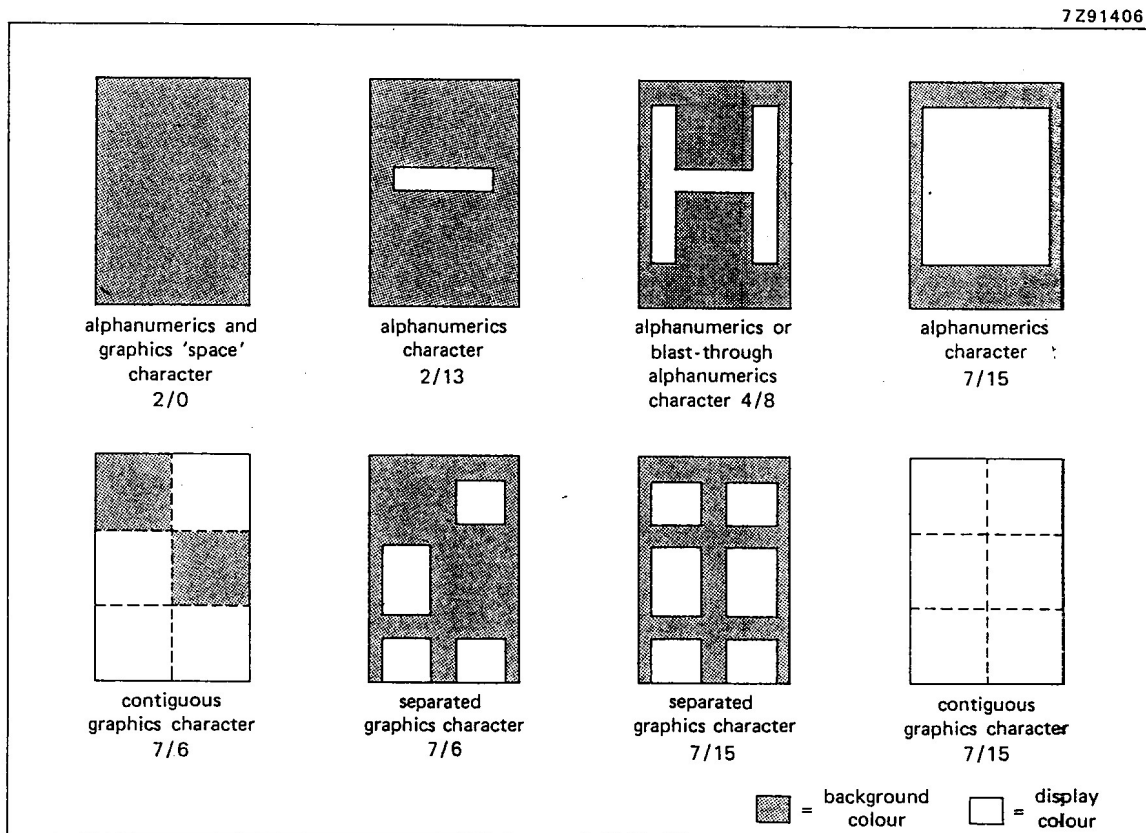 7Z91406
alphanumerics and
graphics 'space'
character
2/0
alphanumerics
character
2/13
alphanumerics or
blast-through
alphanumerics
character 4/8
alphanumerics
character
7/15
contiguous
graphics character
7/6
separated
graphics character
7/6
separated
graphics character
7/15
contiguous
graphics character
7/15
= background
colour
= display
colour